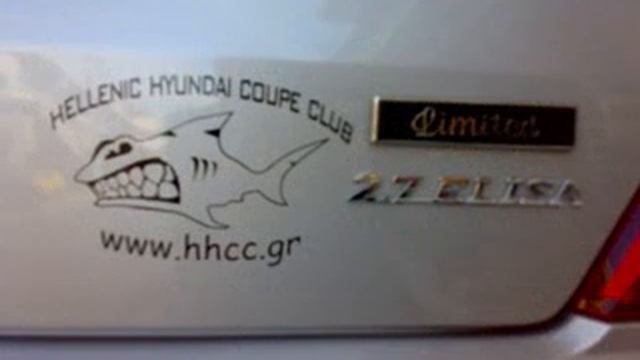 HELLENIC HYUNDAI COUPE CLUB
www.hhcc.gr
Limited
2.7 ELISA